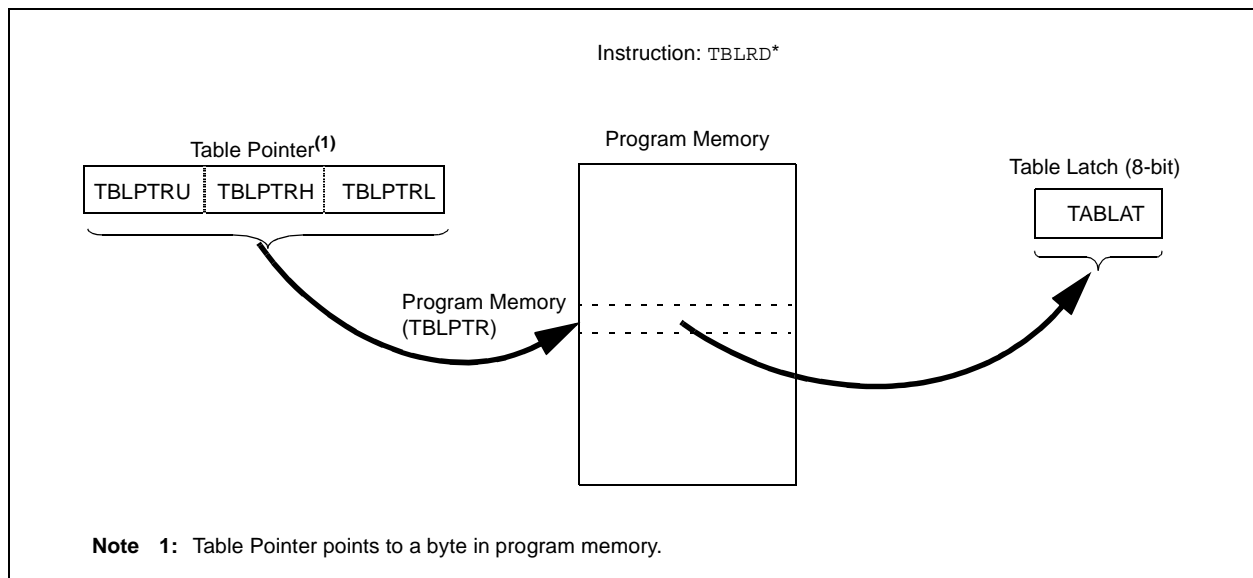 Instruction: TBLRD*
Table Pointer(1)
TBLPTRU TBLPTRH TBLPTRL
Program Memory
Table Latch (8-bit)
TABLAT
Program Memory
(TBLPTR)
Note 1: Table Pointer points to a byte in program memory.